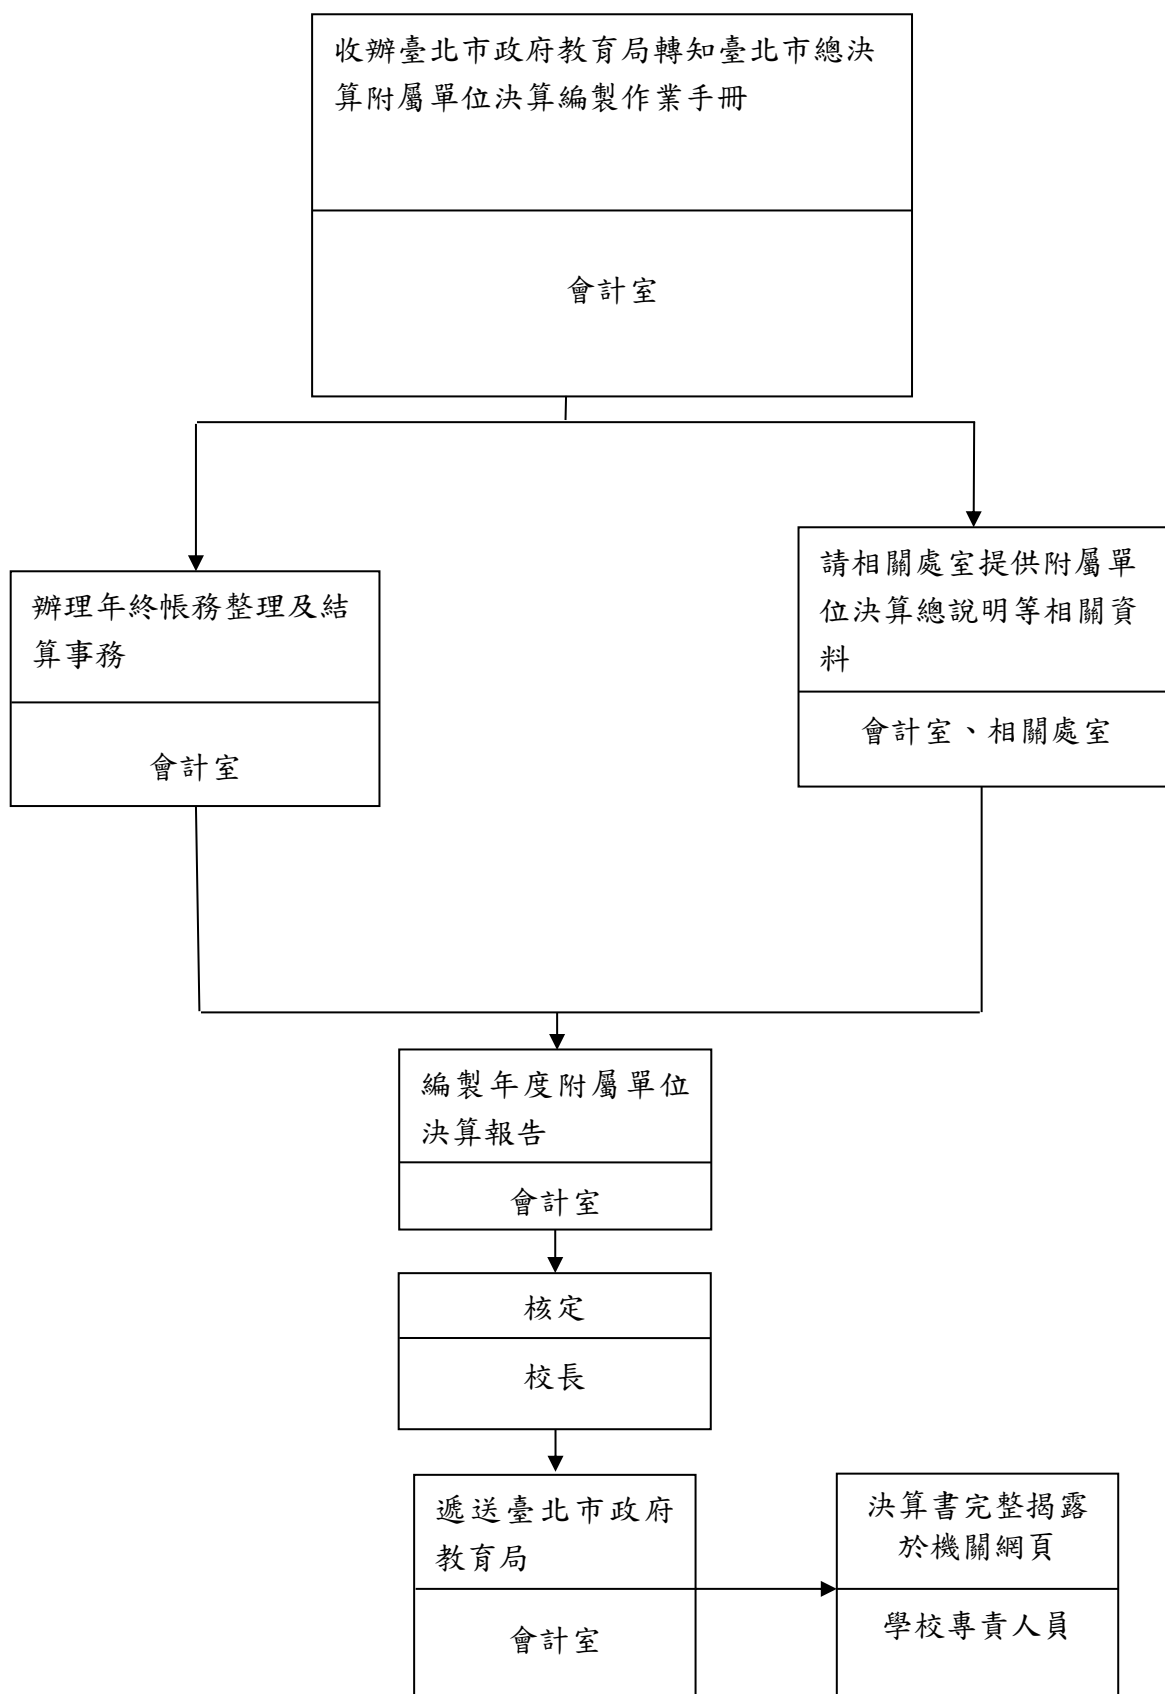 收辦臺北市政府教育局轉知臺北市總決
算附屬單位決算編製作業手冊
會計室
辦理年終帳務整理及結
算事務
會計室
請相關處室提供附屬單
位決算總說明等相關資
料
會計室、相關處室
編製年度附屬單位
決算報告
會計室
核定
校長
遞送臺北市政府
教育局
會計室
決算書完整揭露
於機關網頁
學校專責人員